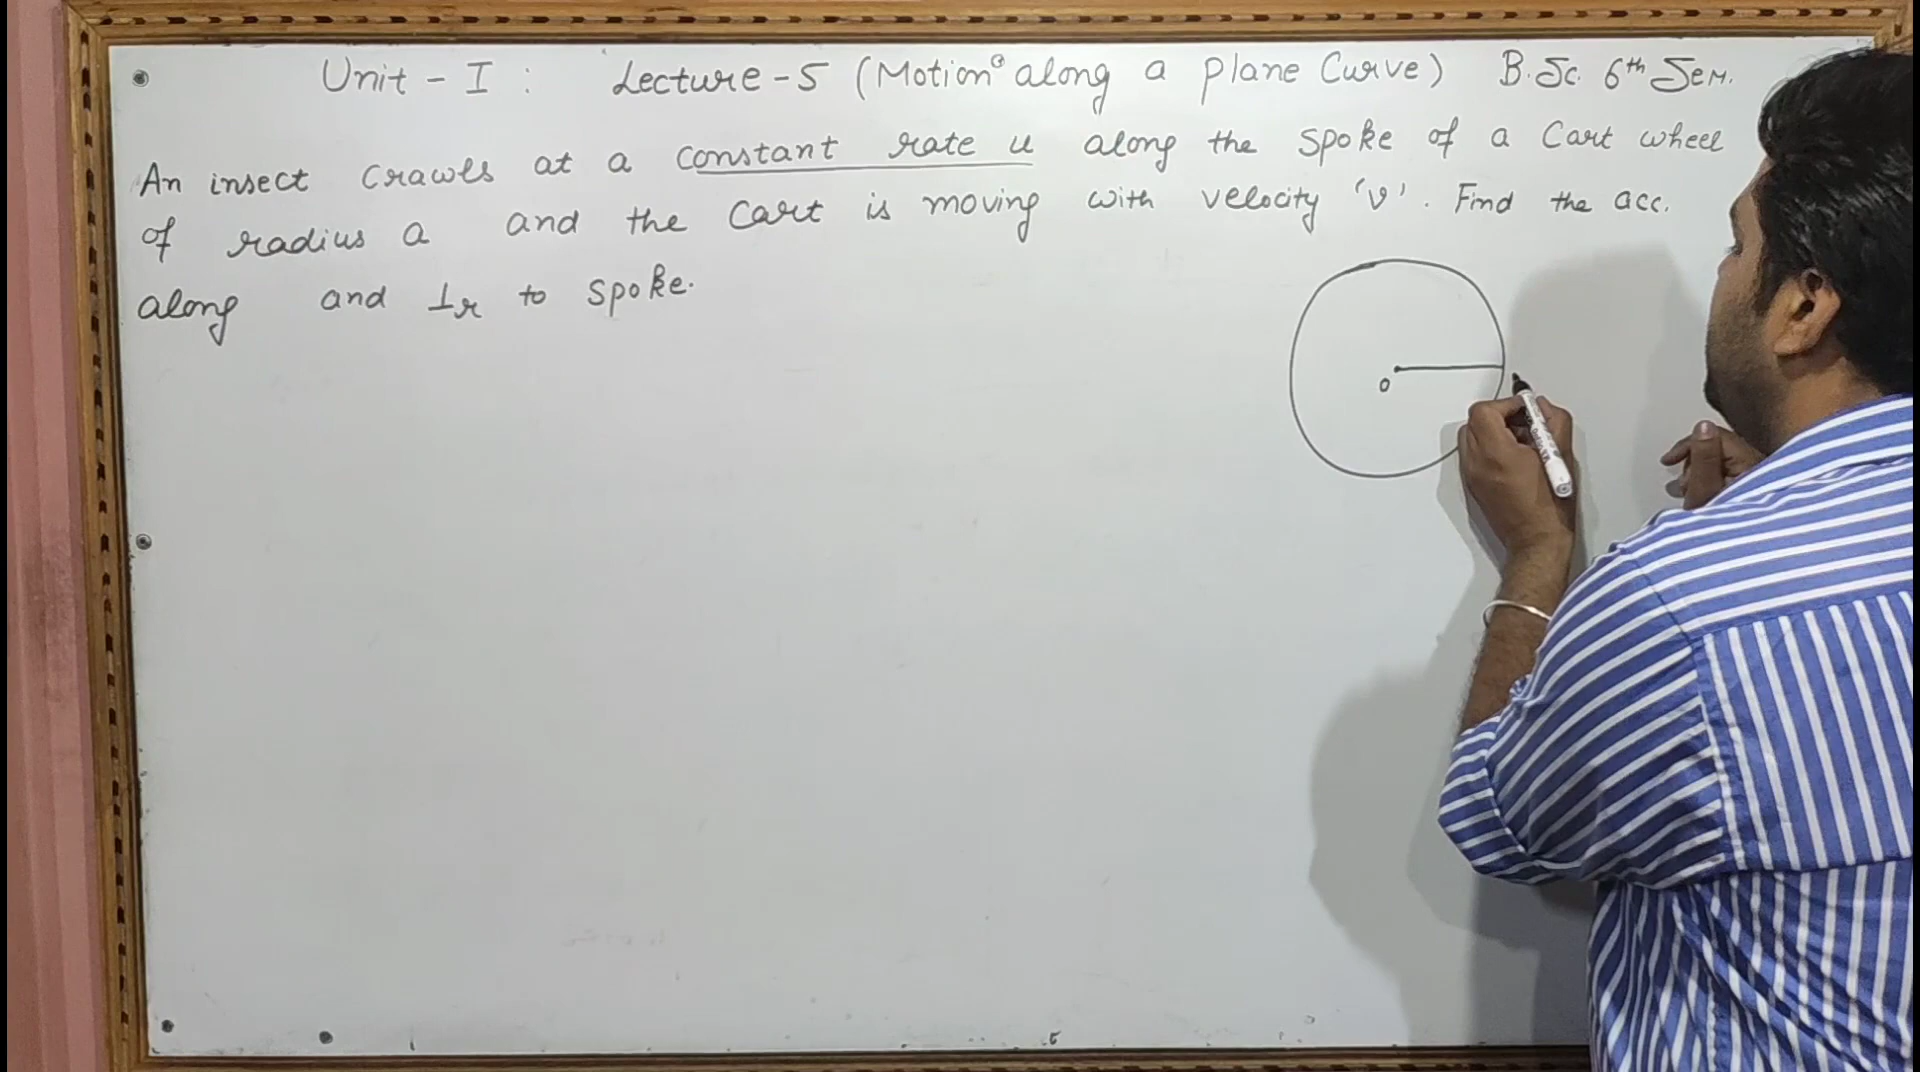 Unit - I : Lecture - 5 (Motion along a plane Curve) B.Sc. 6th Sem.
An insect crawls at a constant rate u along the spoke of a Cart wheel
of radius a and the Cart is moving with velocity 'v'. Find the acc.
along and ⊥r to spoke.
o